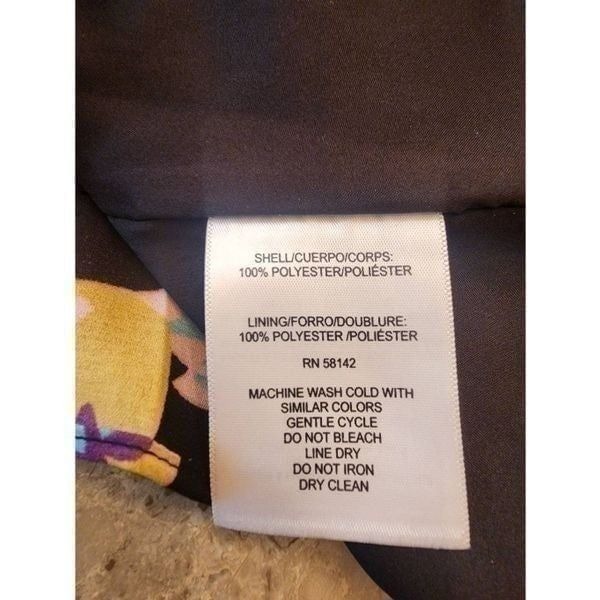 SHELL/CUERPO/CORPS:
100% POLYESTER/POLIÉSTER
LINING/FORRO/DOUBLURE:
100% POLYESTER /POLIÉSTER
RN 58142
MACHINE WASH COLD WITH
SIMILAR COLORS
GENTLE CYCLE
DO NOT BLEACH
LINE DRY
DO NOT IRON
DRY CLEAN